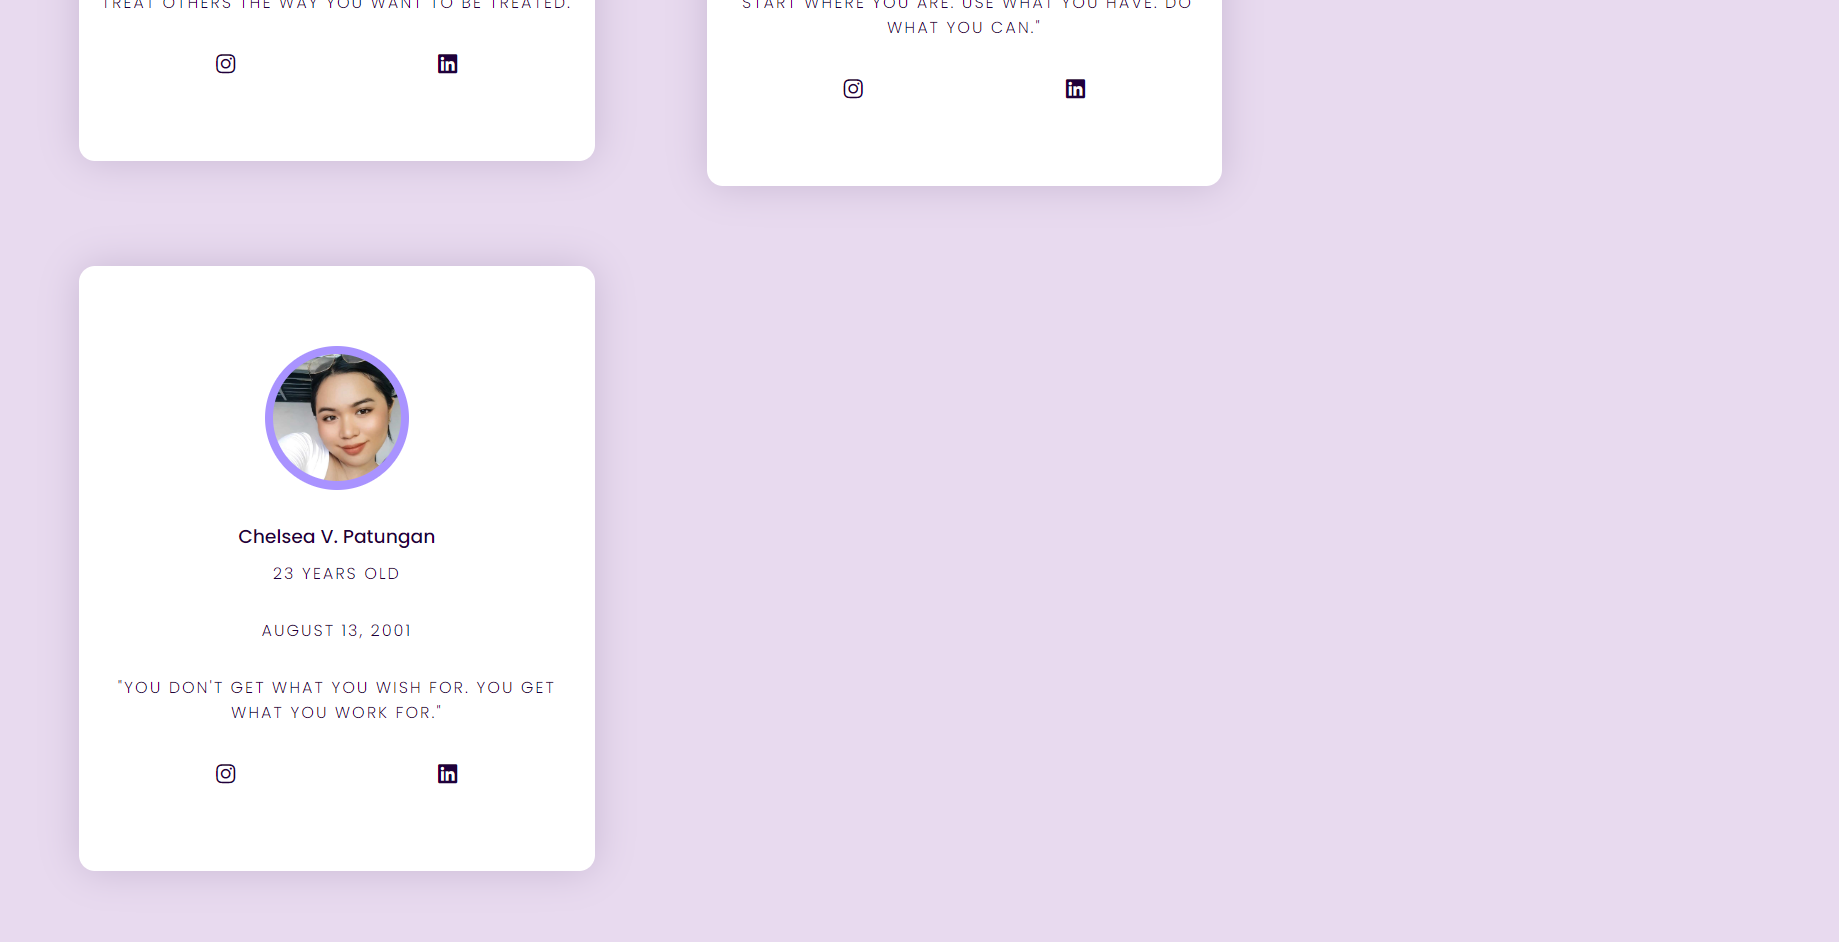 TREAT OTHERS THE WAY YOU WANT TO BE TREATED.
START WHERE YOU ARE. USE WHAT YOU HAVE. DO
WHAT YOU CAN."
Chelsea V. Patungan
23 YEARS OLD
AUGUST 13, 2001
"YOU DON'T GET WHAT YOU WISH FOR. YOU GET
WHAT YOU WORK FOR."